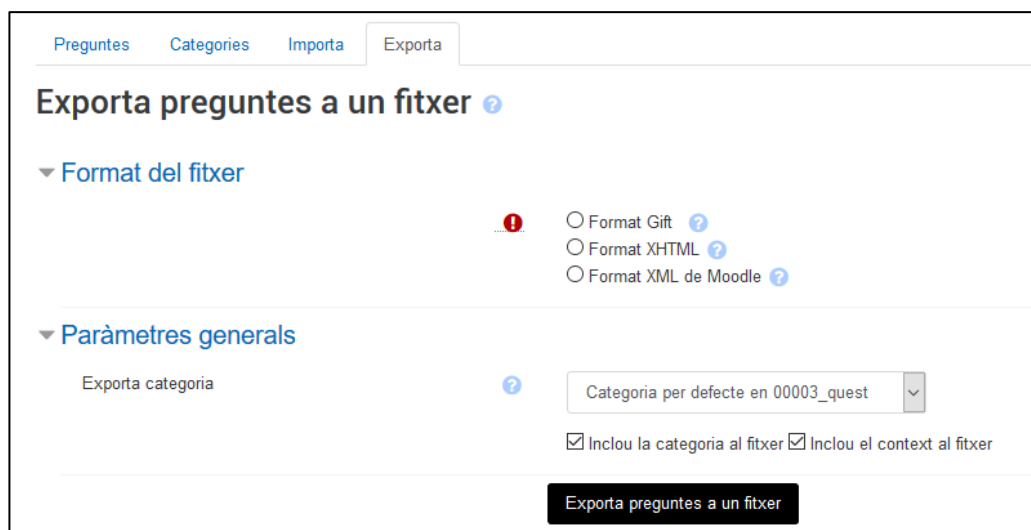 Preguntes Categories Importa Exporta
Exporta preguntes a un fitxer ?
Format del fitxer
! Format Gift ?
Format XHTML ?
Format XML de Moodle ?
Paràmetres generals
Exporta categoria ? Categoria per defecte en 00003_quest
Inclou la categoria al fitxer Inclou el context al fitxer
Exporta preguntes a un fitxer